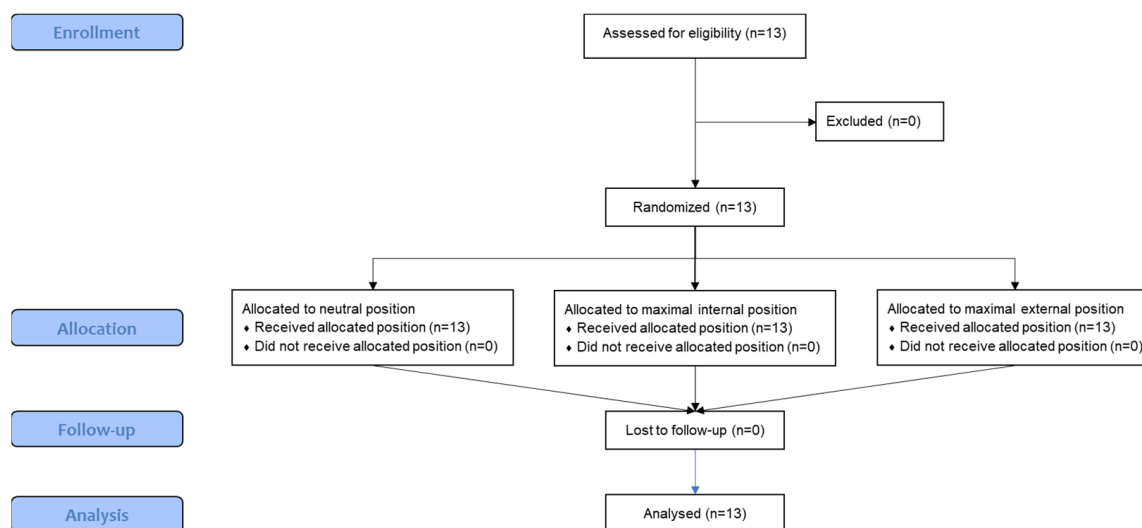 Enrollment
Assessed for eligibility (n=13)
Excluded (n=0)
Randomized (n=13)
Allocation
Allocated to neutral position
♦ Received allocated position (n=13)
♦ Did not receive allocated position (n=0)
Allocated to maximal internal position
♦ Received allocated position (n=13)
♦ Did not receive allocated position (n=0)
Allocated to maximal external position
♦ Received allocated position (n=13)
♦ Did not receive allocated position (n=0)
Follow-up
Lost to follow-up (n=0)
Analysis
Analysed (n=13)